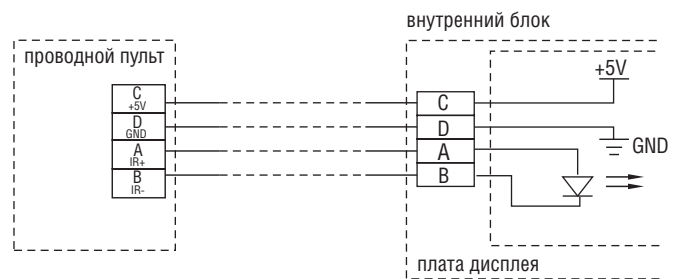 внутренний блок
проводной пульт
C
+5V
D
GND
A
IR+
B
IR-
C
D
A
B
+5V
GND
плата дисплея